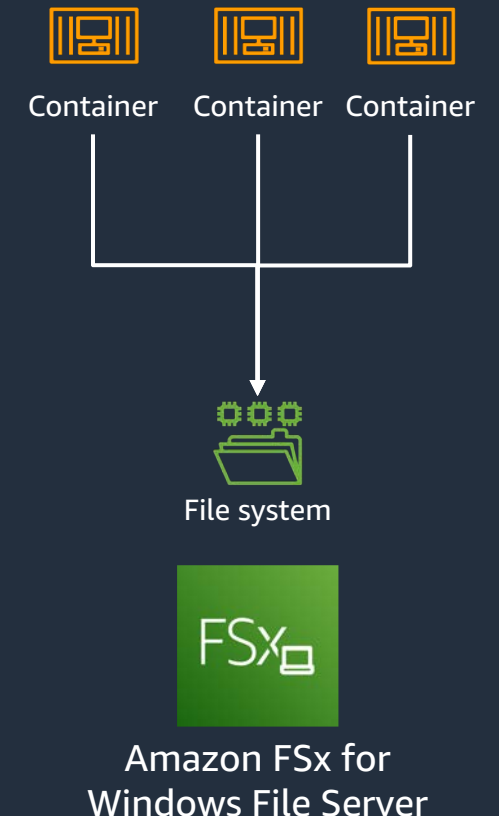 Container Container Container
File system
FSx
Amazon FSx for
Windows File Server